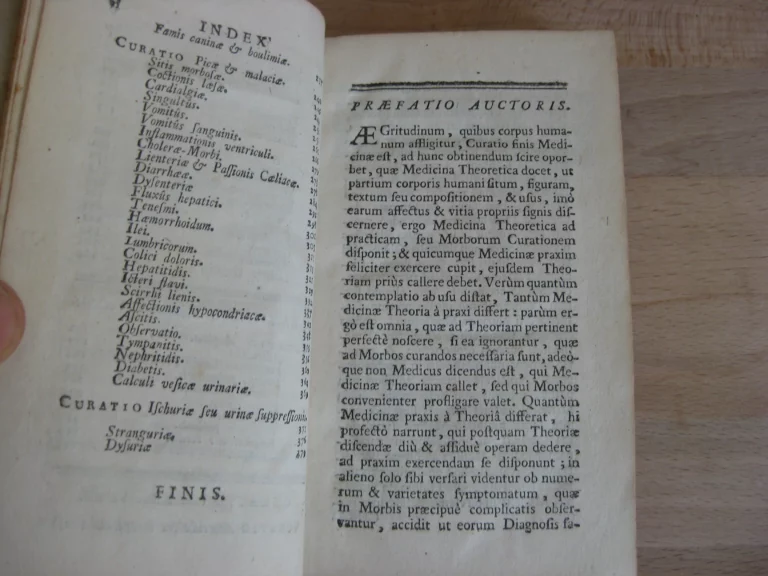 INDEX
Famis caninæ & boulimiæ.
CURATIO Picæ & malaciæ.
Sitis morbosæ.
Coctionis læsæ.
Cardialgiæ.
Singultus.
Vomitûs.
Vomitûs sanguinis.
Inflammationis ventriculi.
Choleræ-Morbi.
Lienteriæ & Passionis Cæliacæ.
Diarrhææ.
Dysenteriæ
Fluxûs hepatici.
Tenesmi.
Hæmorrhoidum.
Ilei.
Lumbricorum.
Colici doloris.
Hepatitidis.
Icteri flavi.
Scirrhi lienis.
Affectionis hypocondriacæ.
Ascitis.
Observatio.
Tympanitis.
Nephritidis.
Diabetis.
Calculi vesicæ urinariæ.
CURATIO Ischuriæ seu urinæ suppressionis
Stranguriæ.
Dysuriæ
FINIS.
PRÆFATIO AUCTORIS.
ÆGritudinum, quibus corpus huma-
num affligitur, Curatio finis Medi-
cinæ est, ad hunc obtinendum scire opor-
bet, quæ Medicina Theoretica docet, ut
partium corporis humani situm, figuram,
textum seu compositionem, & usus, imò
earum affectus & vitia propriis signis dis-
cernere, ergo Medicina Theoretica ad
practicam, seu Morborum Curationem
disponit; & quicumque Medicinæ praxim
feliciter exercere cupit, ejusdem Theo-
riam priùs callere debet. Verùm quantùm
contemplatio ab usu distat, Tantùm Me-
dicinæ Theoria à praxi differt: parùm er-
gò est omnia, quæ ad Theoriam pertinent
perfectè noscere, si ea ignorantur, quæ
ad Morbos curandos necessaria sunt, adeò-
que non Medicus dicendus est, qui Me-
dicinæ Theoriam callet, sed qui Morbos
convenienter profligare valet. Quantùm
Medicinæ praxis à Theoriâ differat, hi
profectò narrunt, qui postquam Theoriæ
discendæ diù & assiduè operam dedere,
ad praxim exercendam se disponunt; in
alieno solo sibi versari videntur ob nume-
rum & varietates symptomatum, quæ
in Morbis præcipuè complicatis obser-
vantur, accidit ut eorum Diagnosis sa-